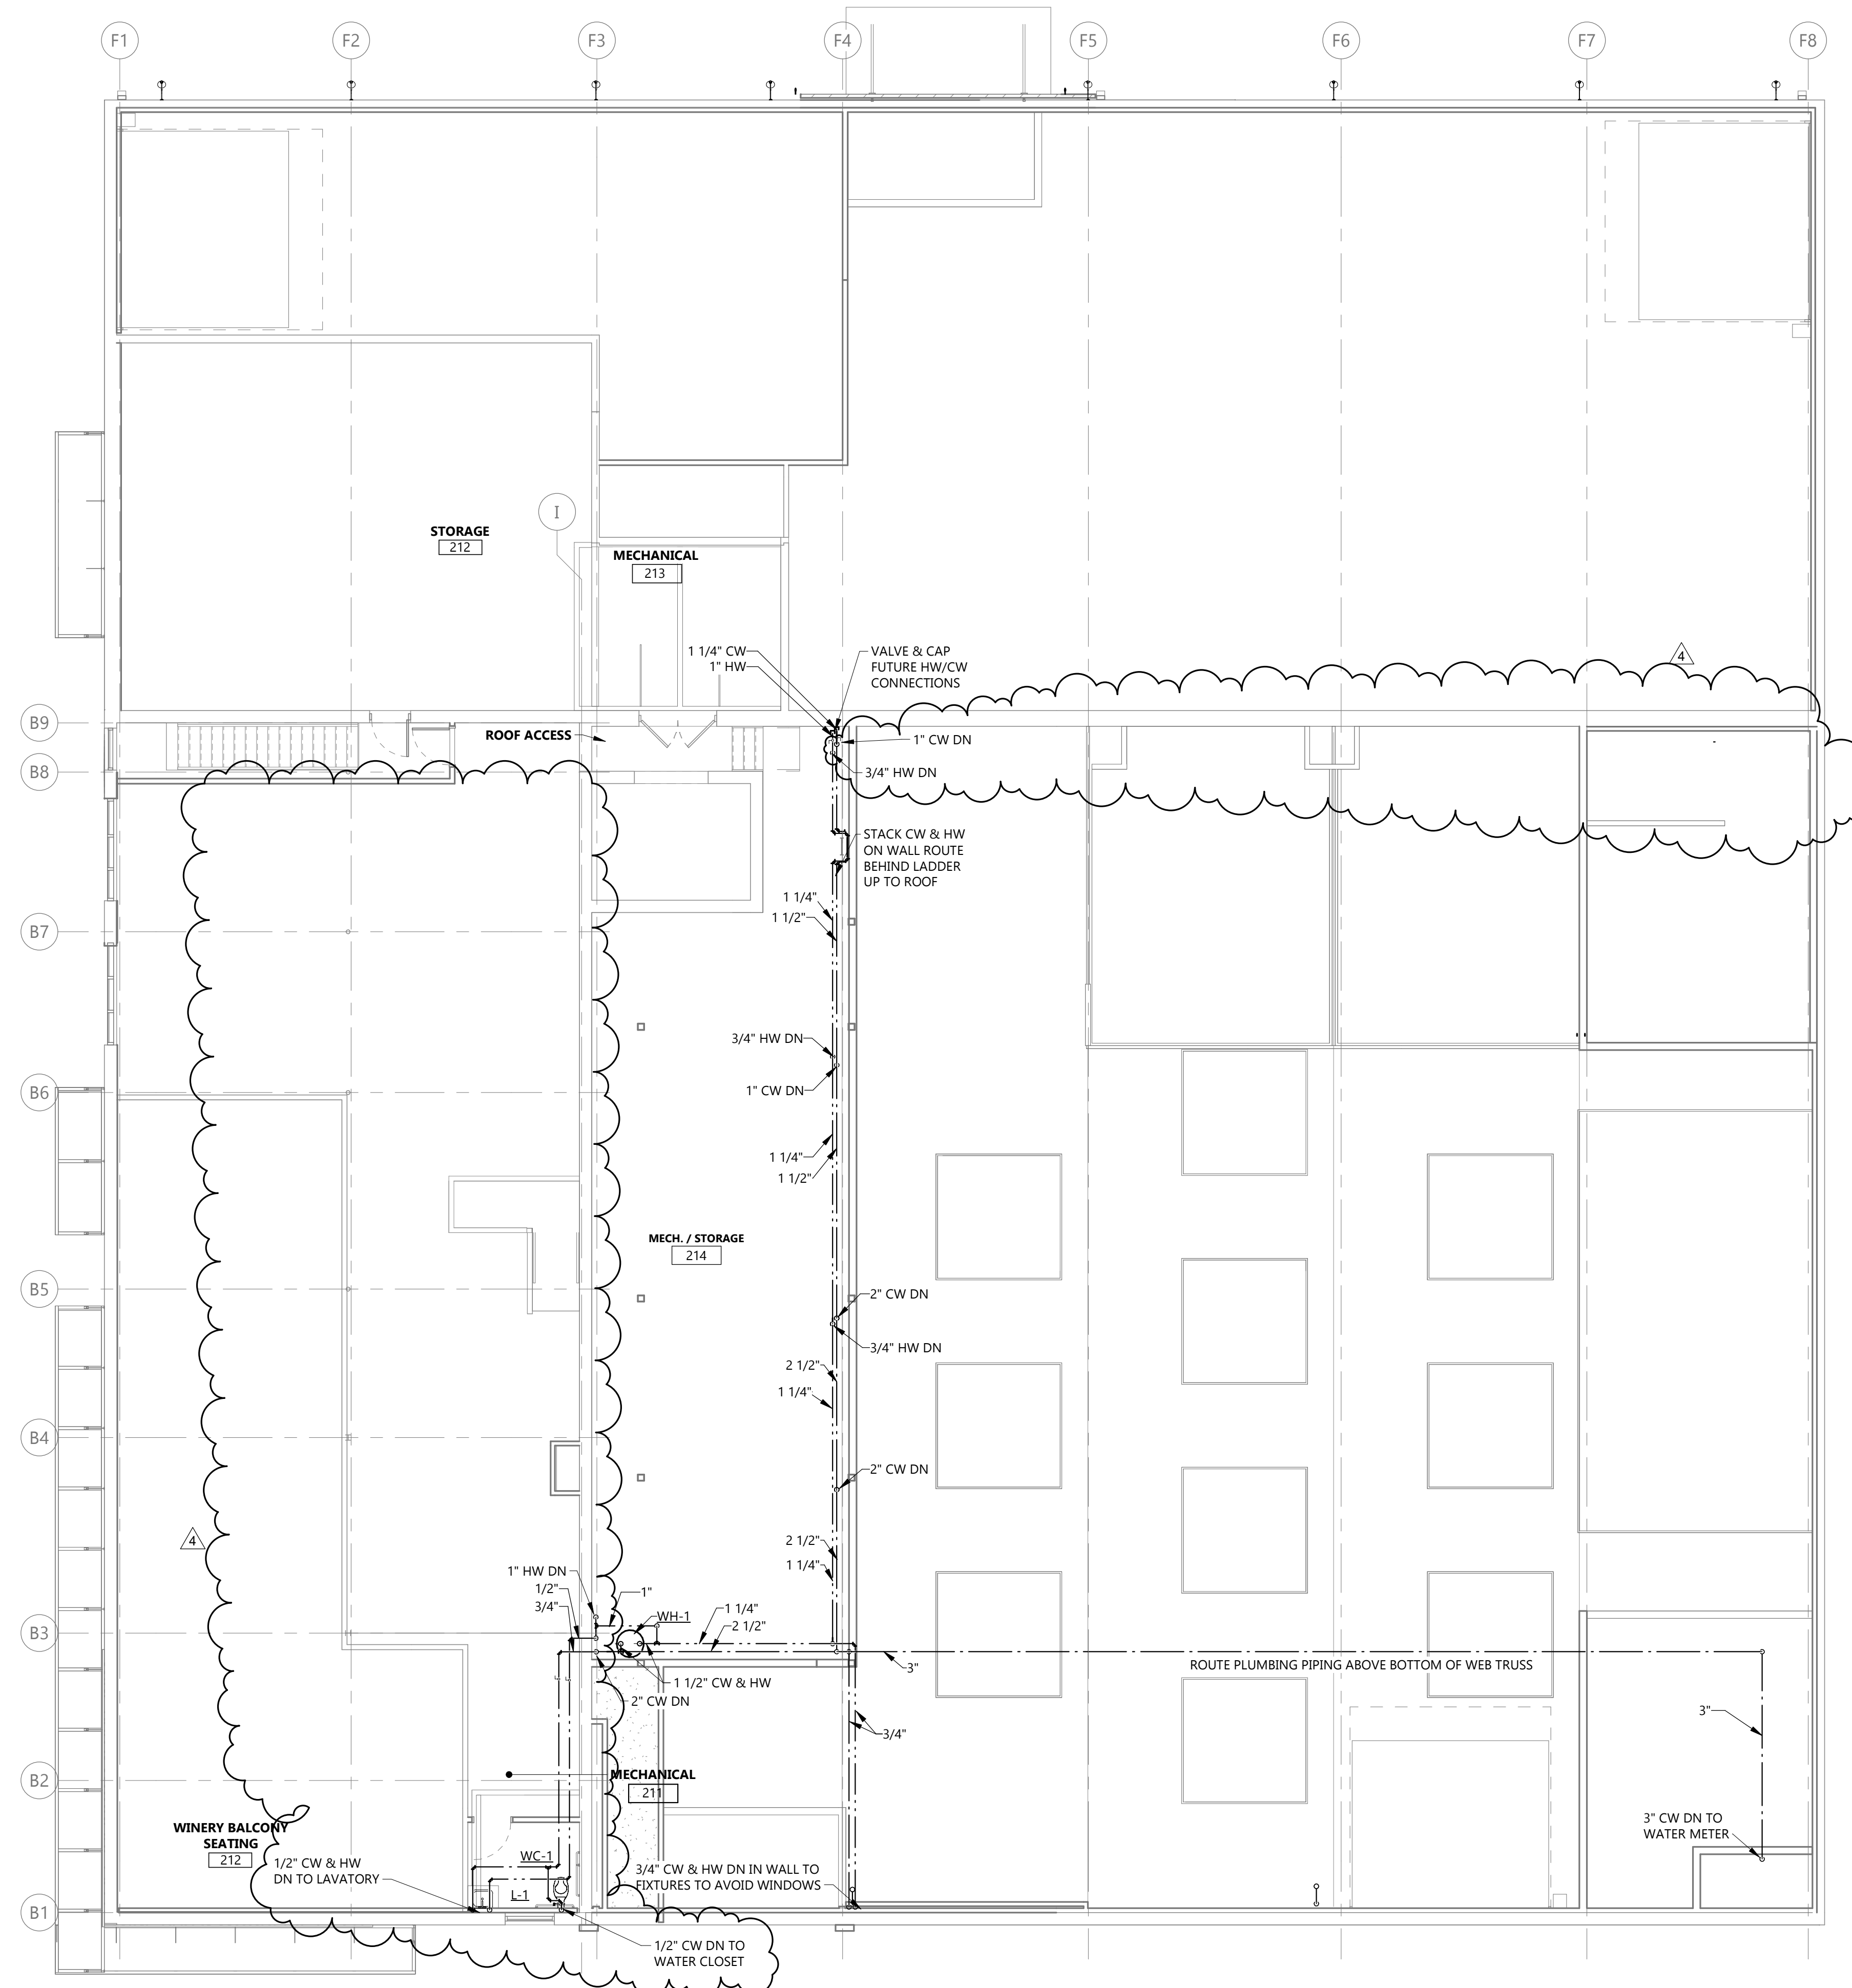 F1
F2
F3
F4
F5
F6
F7
F8
I
STORAGE
212
MECHANICAL
213
1 1/4" CW
1" HW
VALVE & CAP
FUTURE HW/CW
CONNECTIONS
4
B9
ROOF ACCESS
1" CW DN
B8
3/4" HW DN
STACK CW & HW
ON WALL ROUTE
BEHIND LADDER
UP TO ROOF
1 1/4"
1 1/2"
B7
3/4" HW DN
1" CW DN
B6
1 1/4"
1 1/2"
MECH. / STORAGE
214
B5
2" CW DN
3/4" HW DN
2 1/2"
1 1/4"
B4
2" CW DN
4
2 1/2"
1 1/4"
1" HW DN
1/2"
3/4"
1"
WH-1
1 1/4"
2 1/2"
B3
3"
ROUTE PLUMBING PIPING ABOVE BOTTOM OF WEB TRUSS
1 1/2" CW & HW
2" CW DN
3/4"
3"
B2
MECHANICAL
211
WINERY BALCONY
SEATING
212
3" CW DN TO
WATER METER
WC-1
1/2" CW & HW
DN TO LAVATORY
L-1
3/4" CW & HW DN IN WALL TO
FIXTURES TO AVOID WINDOWS
B1
1/2" CW DN TO
WATER CLOSET